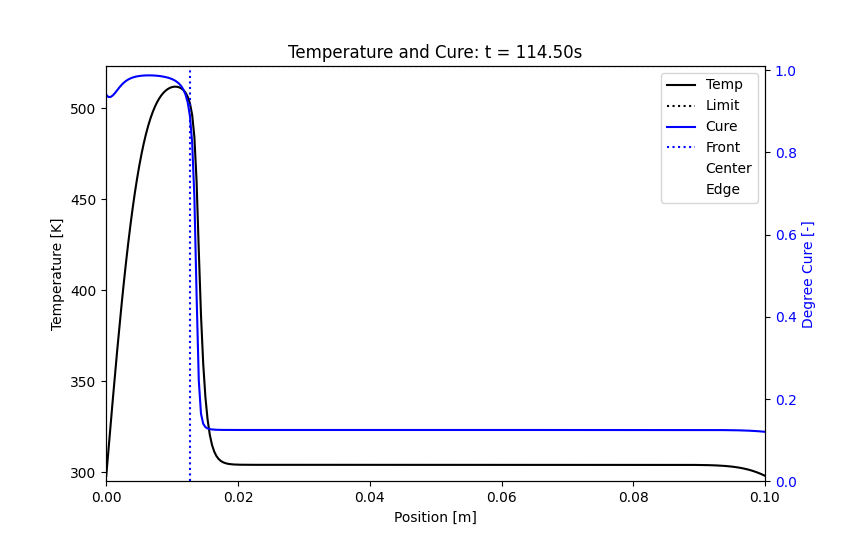 Temperature and Cure: t = 114.50s
Temp
Limit
Cure
Front
Center
Edge
500
450
400
350
300
Temperature [K]
1.0
0.8
0.6
0.4
0.2
0.0
Degree Cure [-]
0.00 0.02 0.04 0.06 0.08 0.10
Position [m]